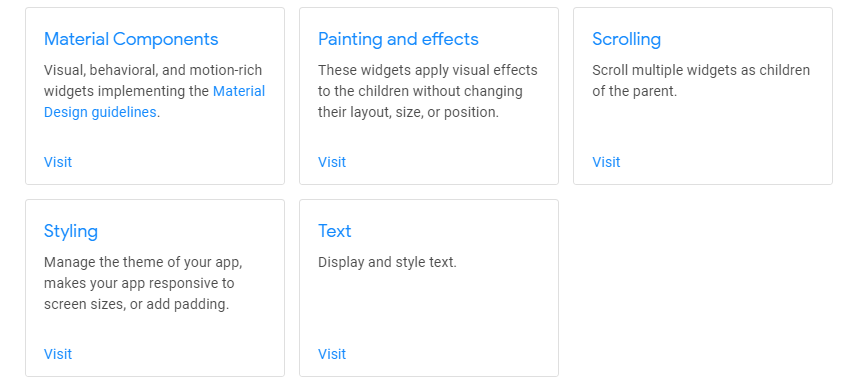 Material Components
Visual, behavioral, and motion-rich
widgets implementing the Material
Design guidelines.
Visit
Painting and effects
These widgets apply visual effects
to the children without changing
their layout, size, or position.
Visit
Scrolling
Scroll multiple widgets as children
of the parent.
Visit
Styling
Manage the theme of your app,
makes your app responsive to
screen sizes, or add padding.
Visit
Text
Display and style text.
Visit